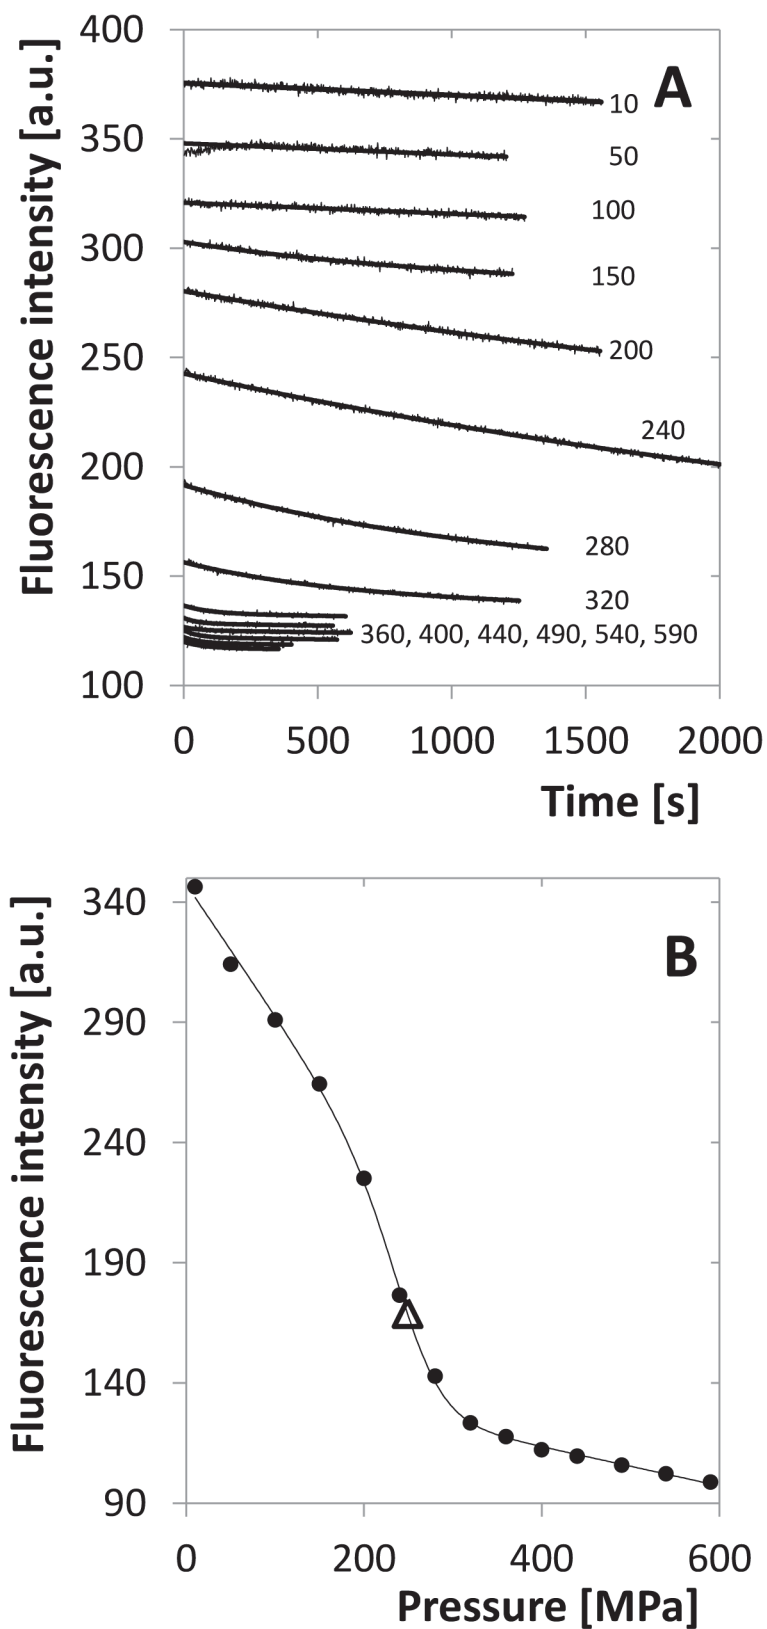 400
350
300
250
200
150
100
Fluorescence intensity [a.u.]
A
10
50
100
150
200
240
280
320
360, 400, 440, 490, 540, 590
0 500 1000 1500 2000
Time [s]
340
290
240
190
140
90
Fluorescence intensity [a.u.]
B
0 200 400 600
Pressure [MPa]